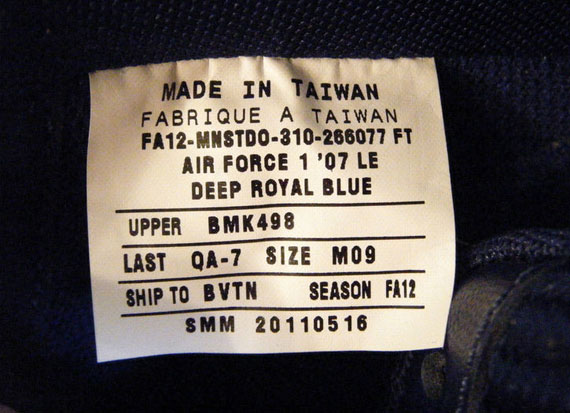 MADE IN TAIWAN
FABRIQUE A TAIWAN
FA12-MNSTDO-310-266077 FT
AIR FORCE 1 '07 LE
DEEP ROYAL BLUE
UPPER BMK498
LAST QA-7 SIZE M09
SHIP TO BVTN SEASON FA12
SMM 20110516